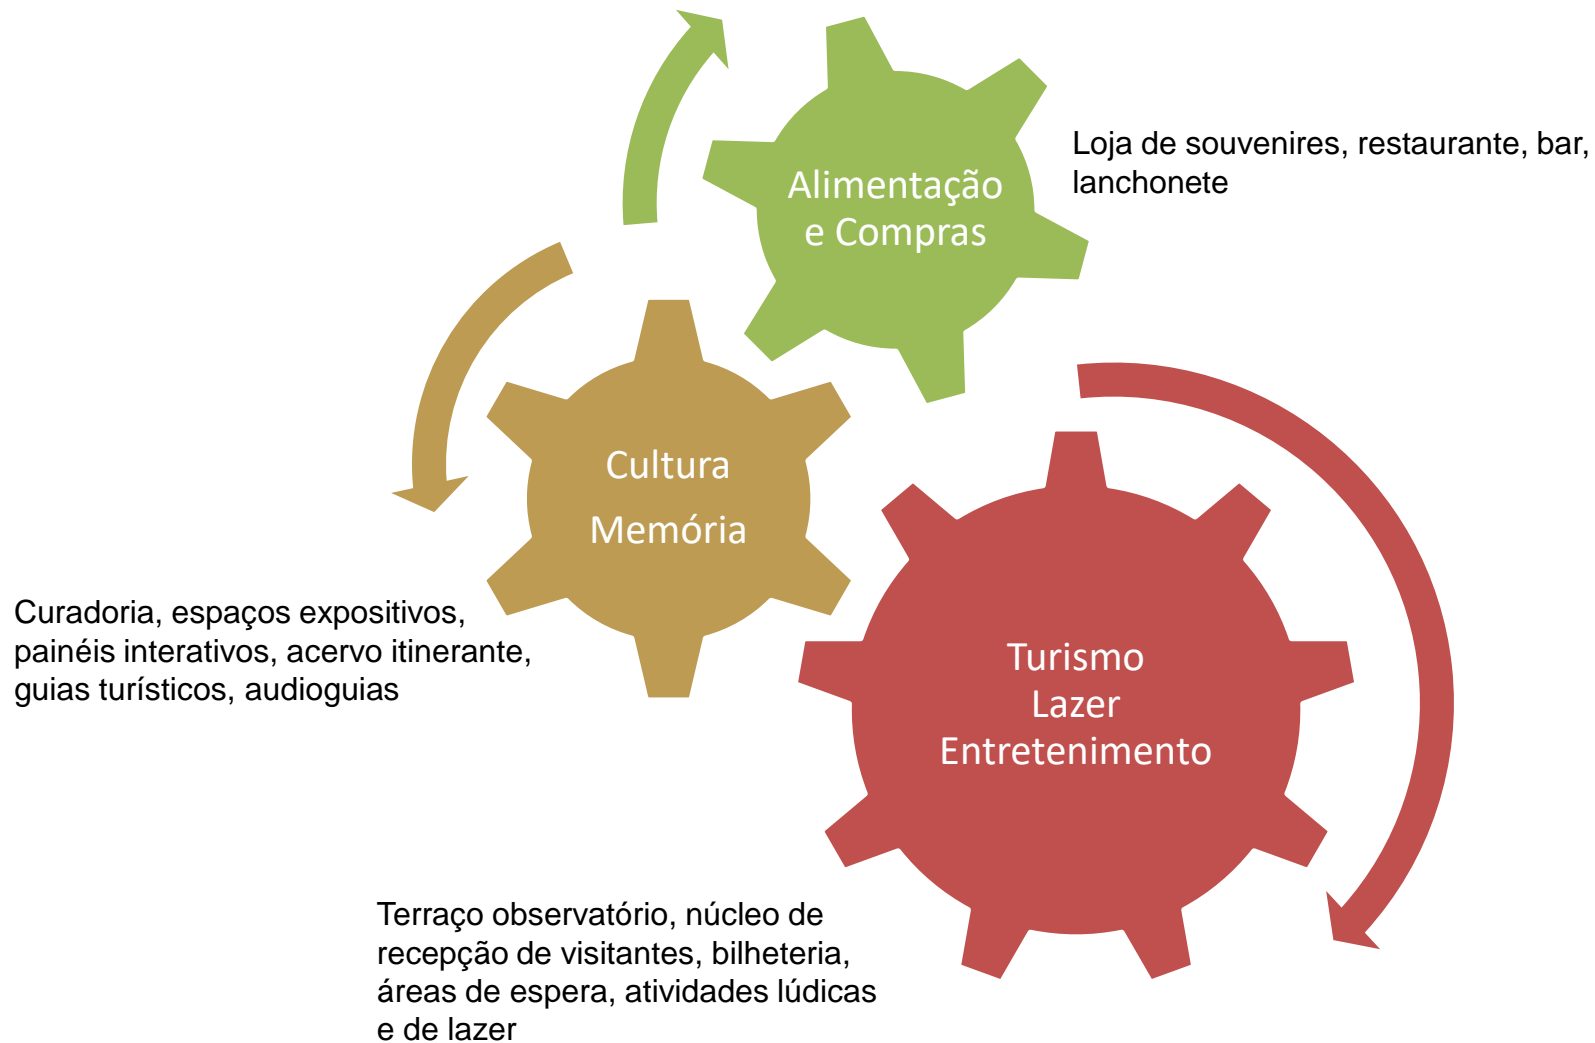 Alimentação
e Compras
Loja de souvenires, restaurante, bar,
lanchonete
Cultura
Memória
Curadoria, espaços expositivos,
painéis interativos, acervo itinerante,
guias turísticos, audioguias
Turismo
Lazer
Entretenimento
Terraço observatório, núcleo de
recepção de visitantes, bilheteria,
áreas de espera, atividades lúdicas
e de lazer